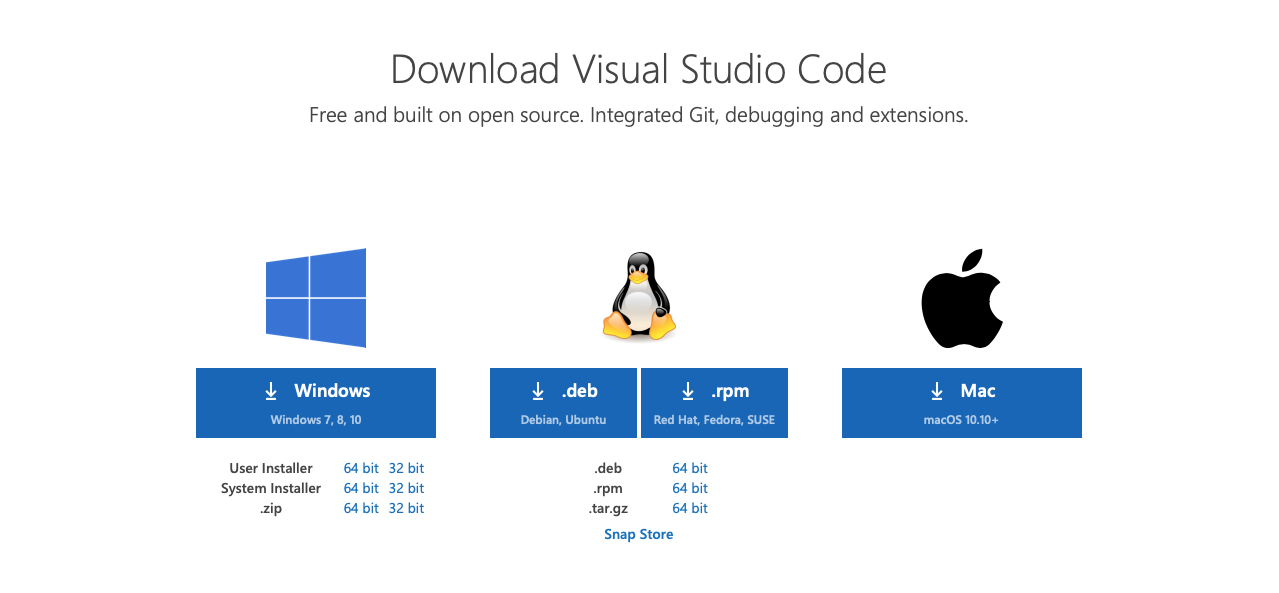 Download Visual Studio Code
Free and built on open source. Integrated Git, debugging and extensions.
Windows
Windows 7, 8, 10
User Installer 64 bit 32 bit
System Installer 64 bit 32 bit
.zip 64 bit 32 bit
.deb
Debian, Ubuntu
.rpm
Red Hat, Fedora, SUSE
.deb 64 bit
.rpm 64 bit
.tar.gz 64 bit
Snap Store
Mac
macOS 10.10+